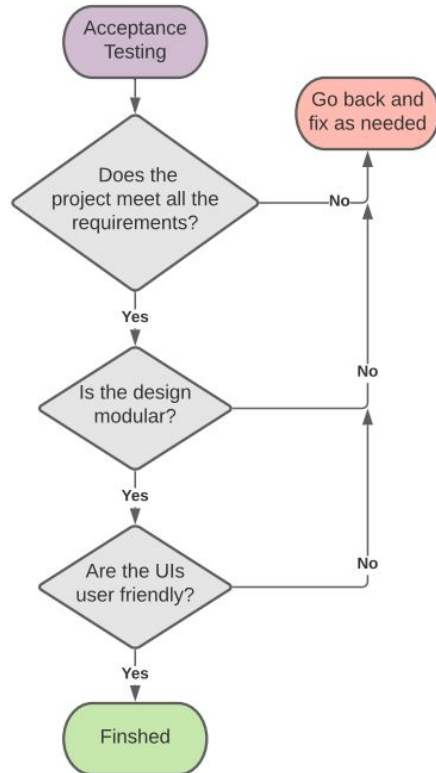 Acceptance
Testing
Go back and
fix as needed
Does the
project meet all the
requirements?
No
Yes
Is the design
modular?
No
Yes
Are the UIs
user friendly?
No
Yes
Finshed